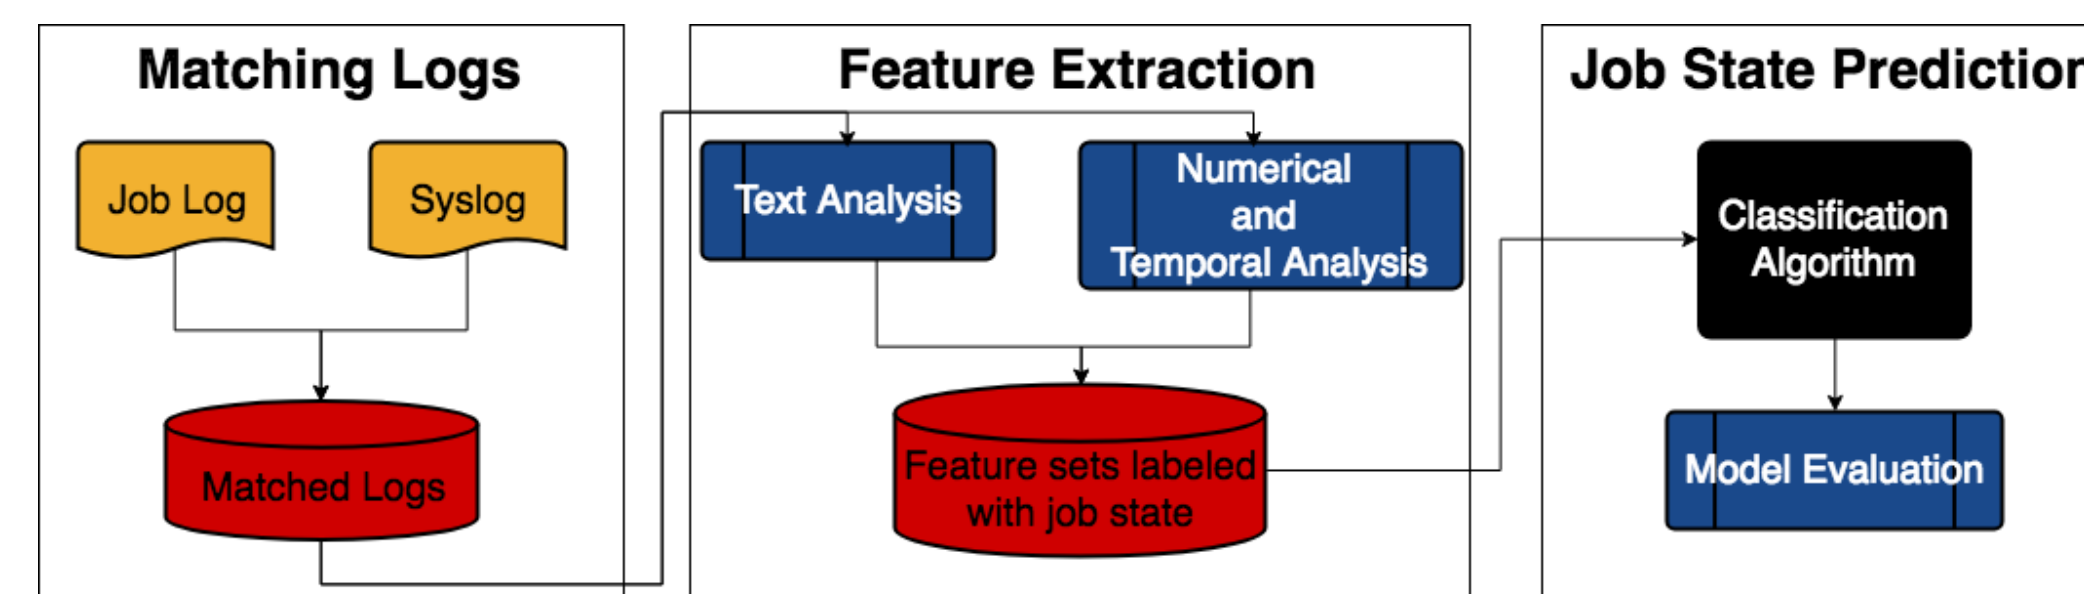 Matching Logs
Job Log
Syslog
Matched Logs
Feature Extraction
Text Analysis
Numerical
and
Temporal Analysis
Feature sets labeled
with job state
Job State Prediction
Classification
Algorithm
Model Evaluation